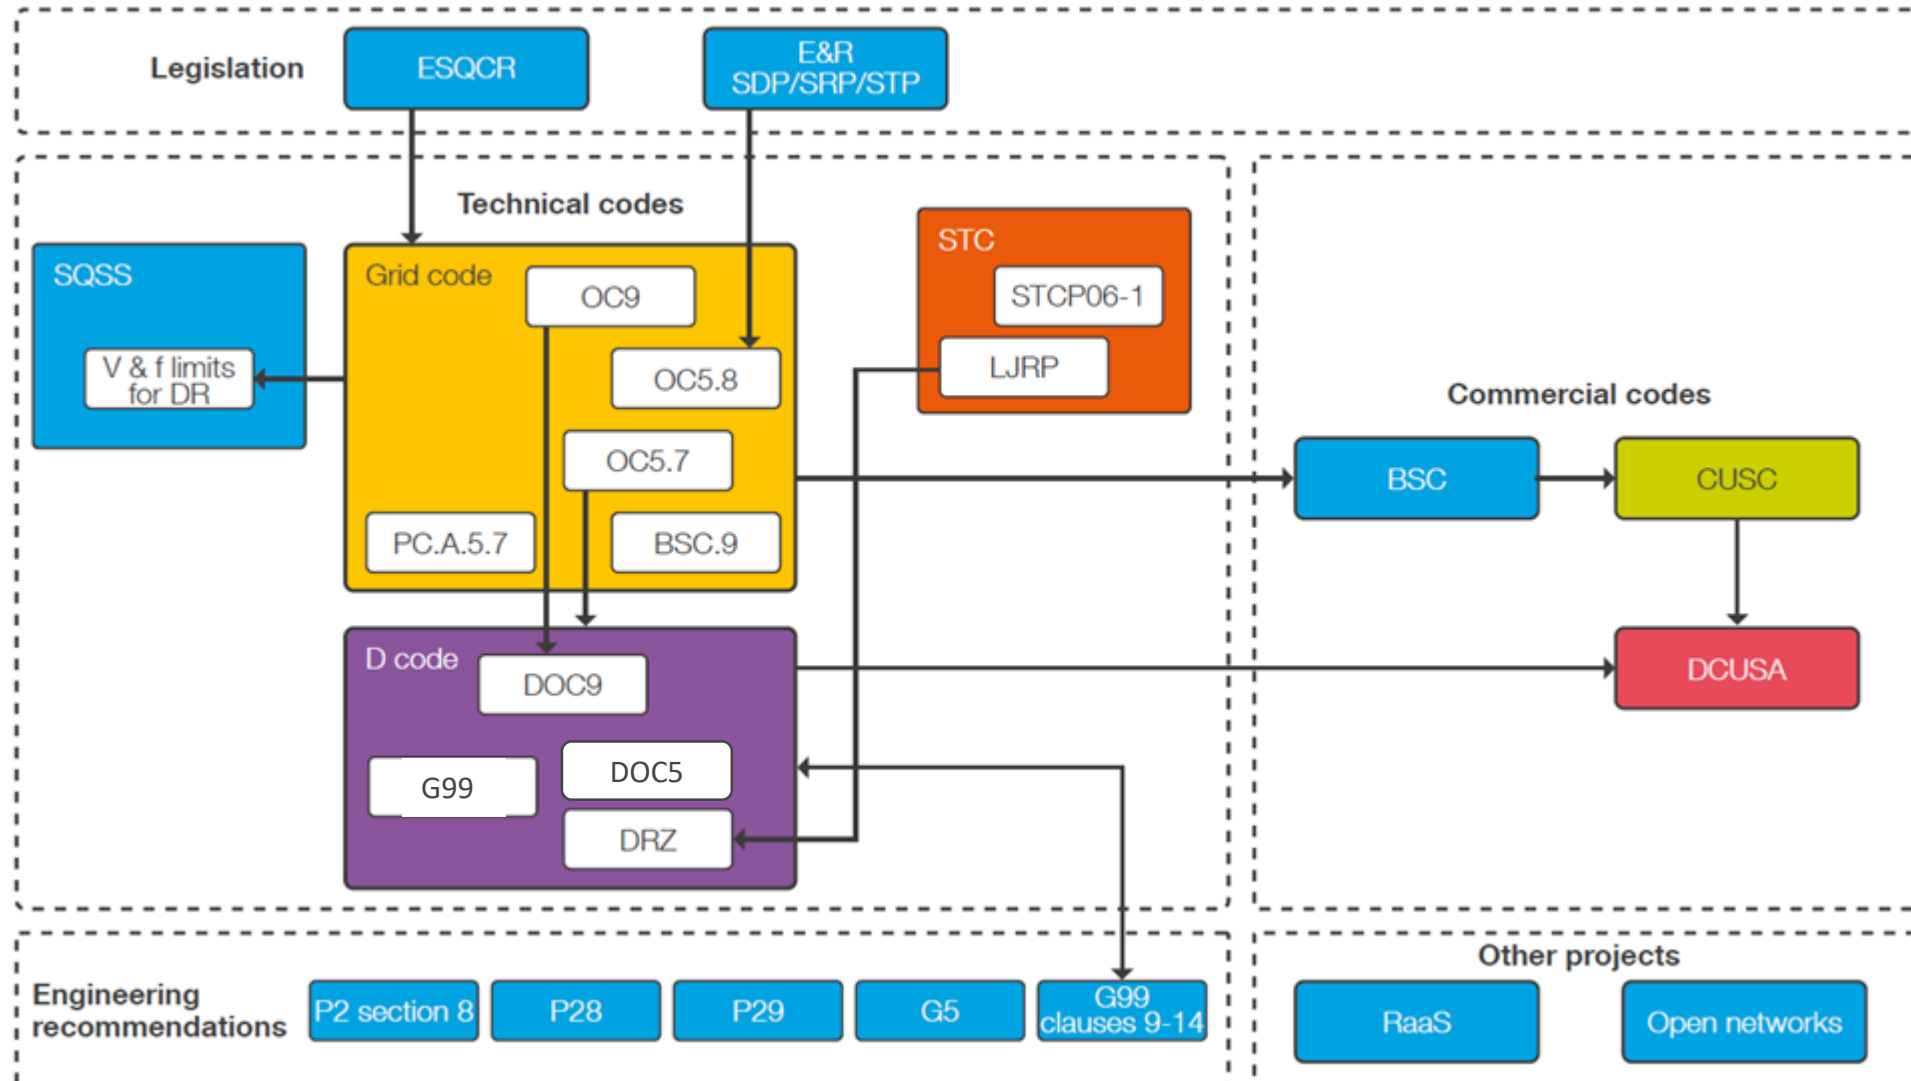 Legislation
ESQCR
E&R
SDP/SRP/STP
Technical codes
SQSS
V & f limits
for DR
Grid code
OC9
OC5.8
OC5.7
PC.A.5.7
BSC.9
STC
STCP06-1
LJRP
Commercial codes
BSC
CUSC
DCUSA
D code
DOC9
G99
DOC5
DRZ
Engineering
recommendations
P2 section 8
P28
P29
G5
G99
clauses 9-14
Other projects
RaaS
Open networks